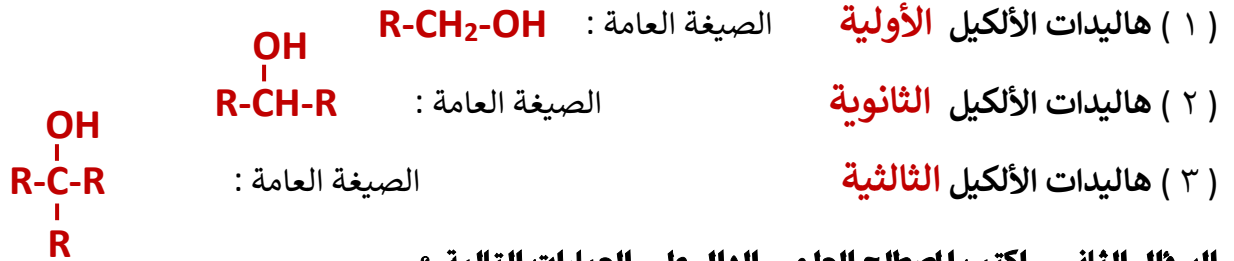 ( ١ ) هاليدات الألكيل الأولية الصيغة العامة : R-CH₂-OH
OH
( ٢ ) هاليدات الألكيل الثانوية الصيغة العامة : R-CH-R
OH
( ٣ ) هاليدات الألكيل الثالثية الصيغة العامة : R-C-R
R